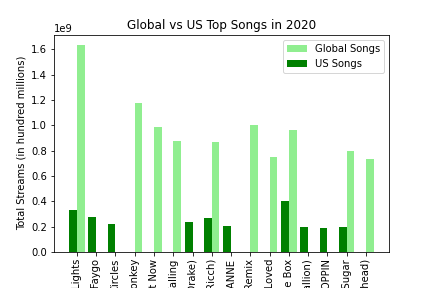 Global vs US Top Songs in 2020
1e9
Global Songs
US Songs
Total Streams (in hundred millions)
1.6
1.4
1.2
1.0
0.8
0.6
0.4
0.2
0.0
ights
Faygo
ircles
onkey
t Now
alling
Drake)
Ricch)
ANNE
Remix
Loved
e Box
llion)
OPPIN
Sugar
head)